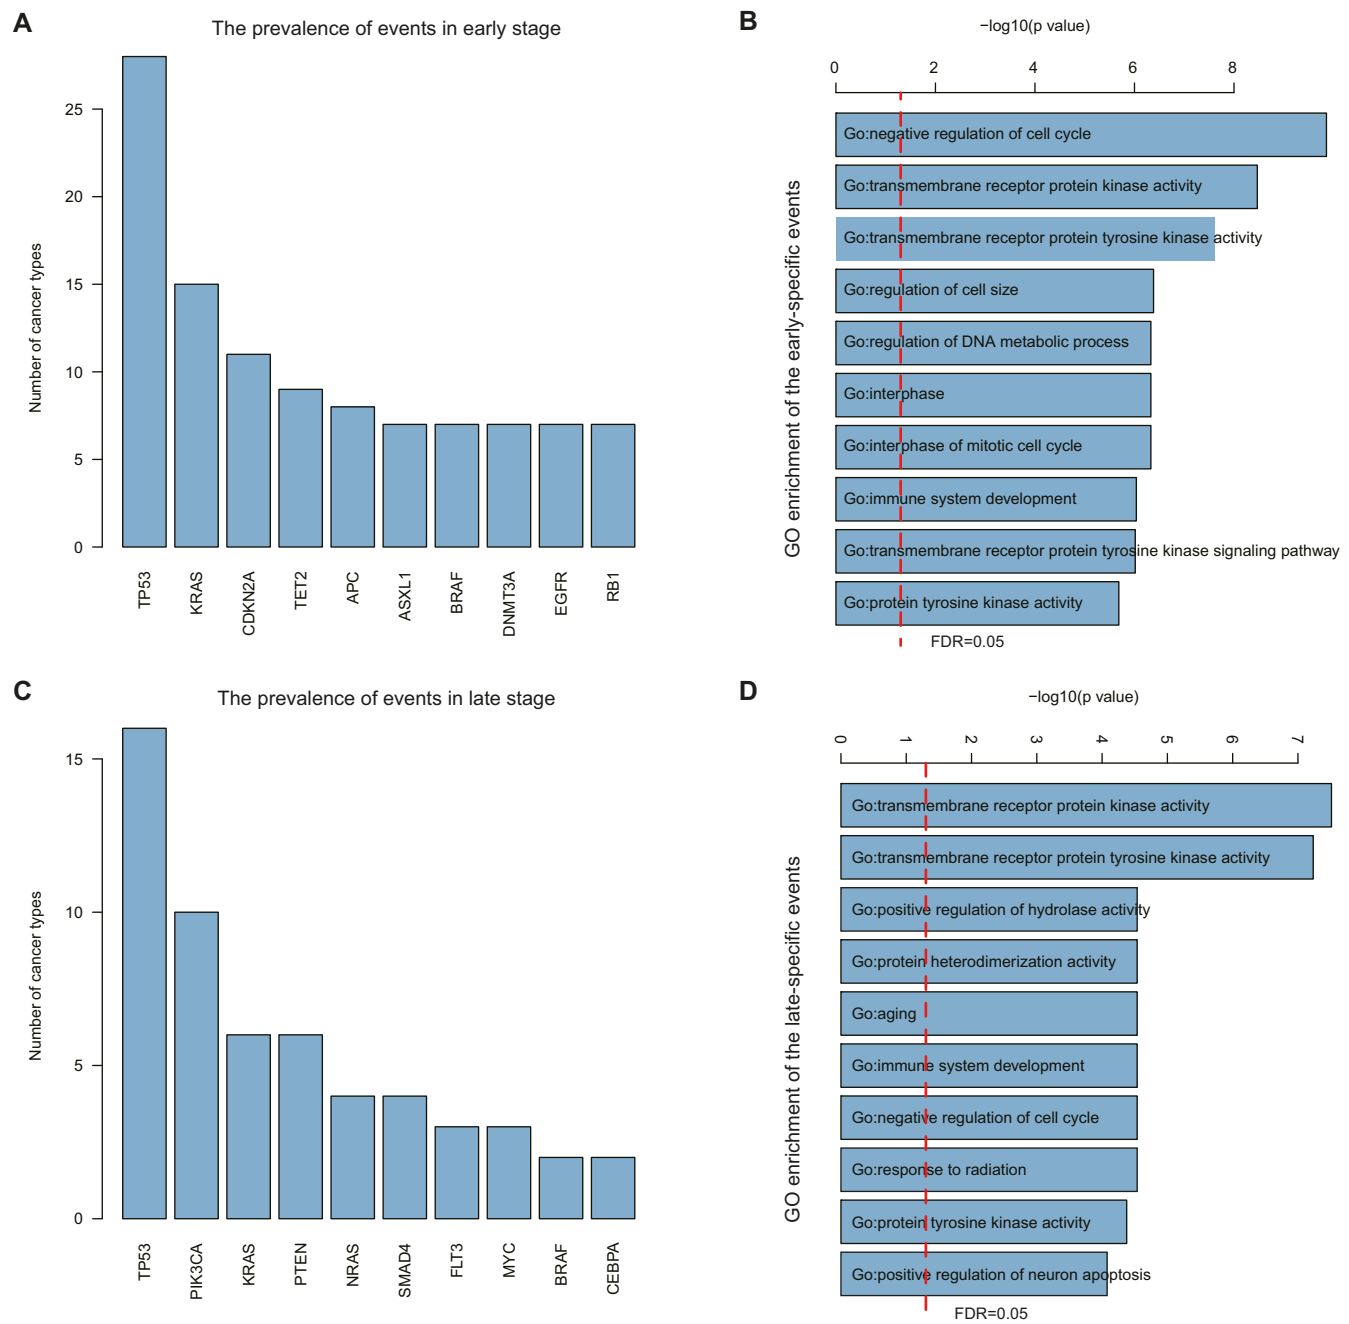 A
The prevalence of events in early stage
Number of cancer types
25
20
15
10
5
0
TP53
KRAS
CDKN2A
TET2
APC
ASXL1
BRAF
DNMT3A
EGFR
RB1
B
−log10(p value)
0 2 4 6 8
GO enrichment of the early-specific events
Go:negative regulation of cell cycle
Go:transmembrane receptor protein kinase activity
Go:transmembrane receptor protein tyrosine kinase activity
Go:regulation of cell size
Go:regulation of DNA metabolic process
Go:interphase
Go:interphase of mitotic cell cycle
Go:immune system development
Go:transmembrane receptor protein tyrosine kinase signaling pathway
Go:protein tyrosine kinase activity
FDR=0.05
C
The prevalence of events in late stage
Number of cancer types
15
10
5
0
TP53
PIK3CA
KRAS
PTEN
NRAS
SMAD4
FLT3
MYC
BRAF
CEBPA
D
−log10(p value)
0 1 2 3 4 5 6 7
GO enrichment of the late-specific events
Go:transmembrane receptor protein kinase activity
Go:transmembrane receptor protein tyrosine kinase activity
Go:positive regulation of hydrolase activity
Go:protein heterodimerization activity
Go:aging
Go:immune system development
Go:negative regulation of cell cycle
Go:response to radiation
Go:protein tyrosine kinase activity
Go:positive regulation of neuron apoptosis
FDR=0.05